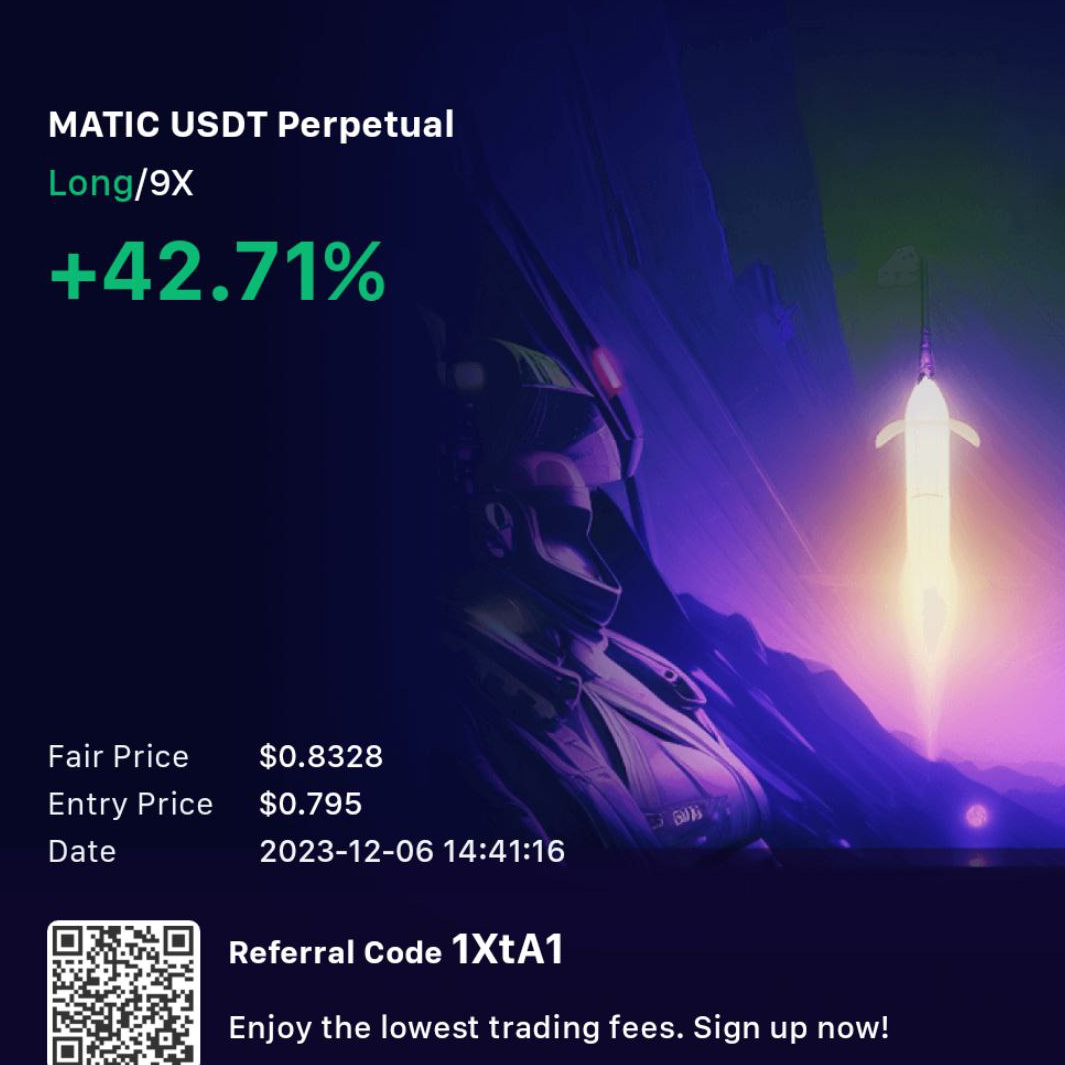 MATIC USDT Perpetual
Long/9X
+42.71%
Fair Price $0.8328
Entry Price $0.795
Date 2023-12-06 14:41:16
Referral Code 1XtA1
Enjoy the lowest trading fees. Sign up now!